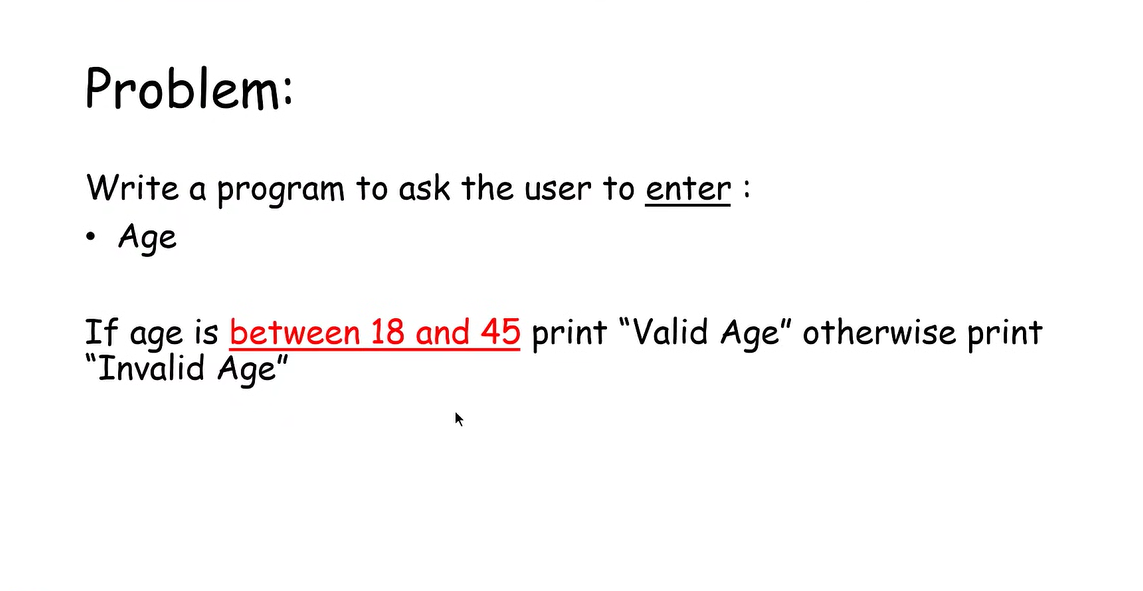 Problem:
Write a program to ask the user to enter :
• Age
If age is between 18 and 45 print “Valid Age” otherwise print
“Invalid Age”